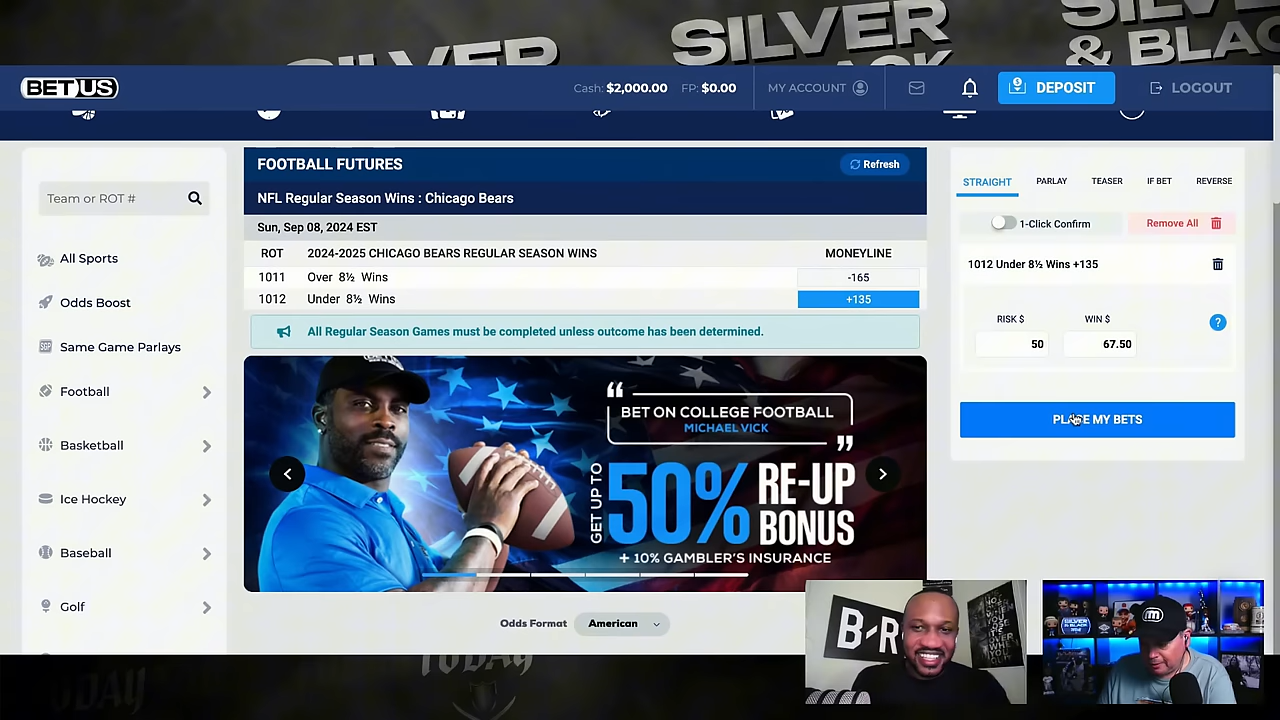 SILVER
SILVER
SILVER
& BLAC
BETUS
Cash: $2,000.00
FP: $0.00
MY ACCOUNT
DEPOSIT
LOGOUT
Team or ROT #
All Sports
Odds Boost
SGP
Same Game Parlays
Football
Basketball
Ice Hockey
Baseball
Golf
FOOTBALL FUTURES
Refresh
NFL Regular Season Wins : Chicago Bears
Sun, Sep 08, 2024 EST
ROT 2024-2025 CHICAGO BEARS REGULAR SEASON WINS MONEYLINE
1011 Over 8½ Wins -165
1012 Under 8½ Wins +135
All Regular Season Games must be completed unless outcome has been determined.
“
BET ON COLLEGE FOOTBALL
MICHAEL VICK
”
GET UP TO
50%
RE-UP
BONUS
+ 10% GAMBLER'S INSURANCE
Odds Format
American
STRAIGHT PARLAY TEASER IF BET REVERSE
1-Click Confirm
Remove All
1012 Under 8½ Wins +135
RISK $ WIN $
50 67.50
?
PLACE MY BETS
B-R
SILVER
& BLACK
m
TODAY